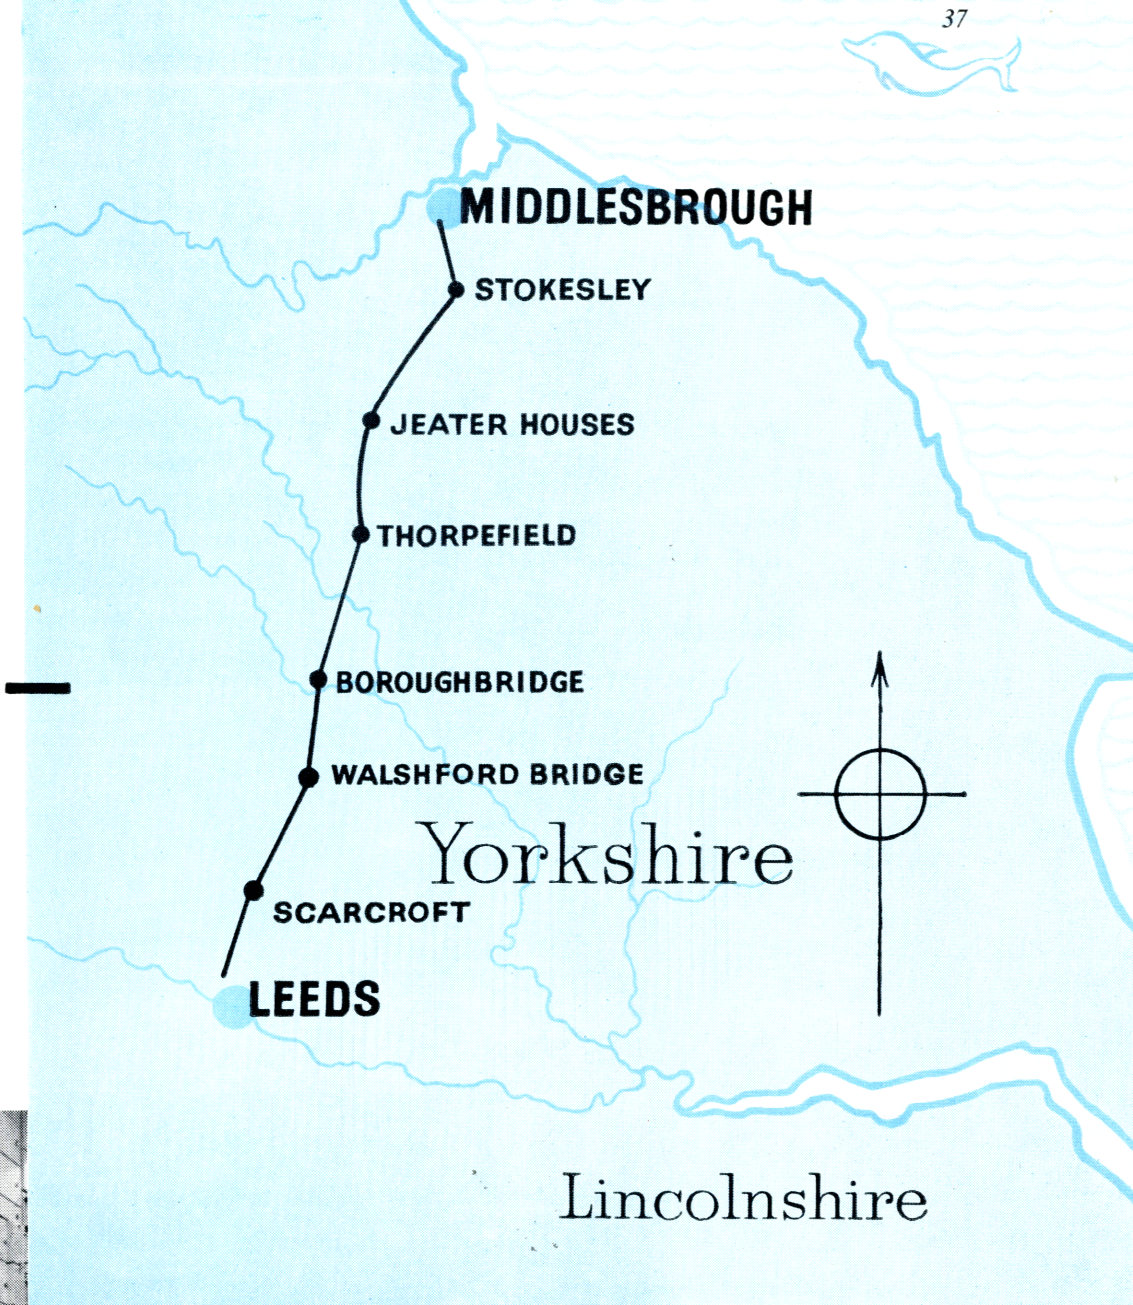 37
MIDDLESBROUGH
STOKESLEY
JEATER HOUSES
THORPEFIELD
BOROUGHBRIDGE
WALSHFORD BRIDGE
Yorkshire
SCARCROFT
LEEDS
Lincolnshire